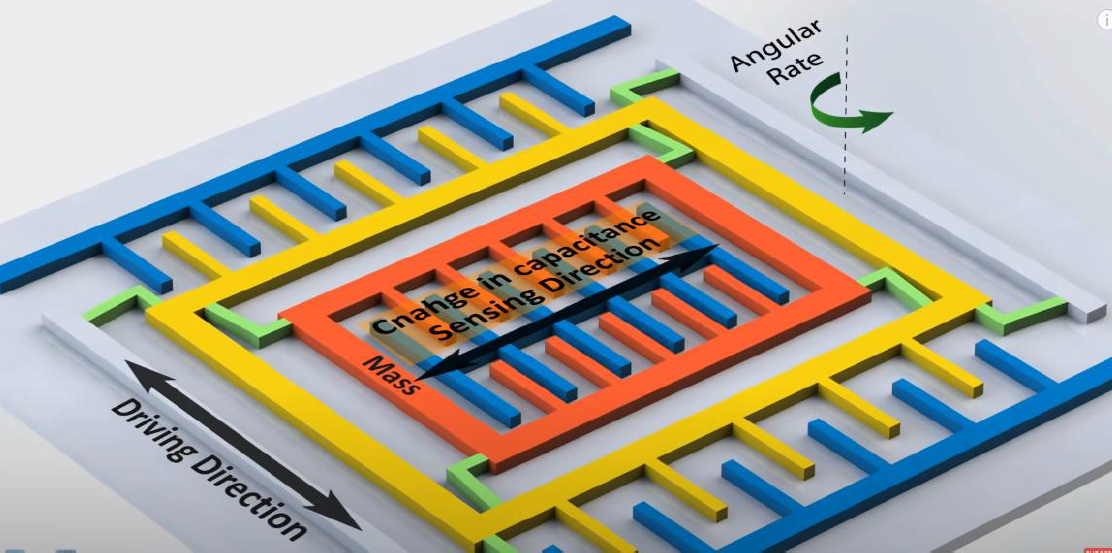 Angular
Rate
Cnahge in capacitance
Sensing Direction
Mass
Driving Direction